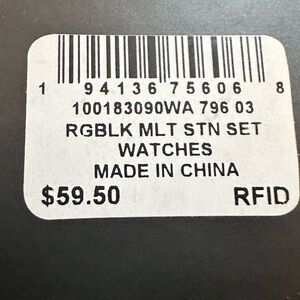 1 94136 75606 8
100183090WA 796 03
RGBLK MLT STN SET
WATCHES
MADE IN CHINA
$59.50 RFID